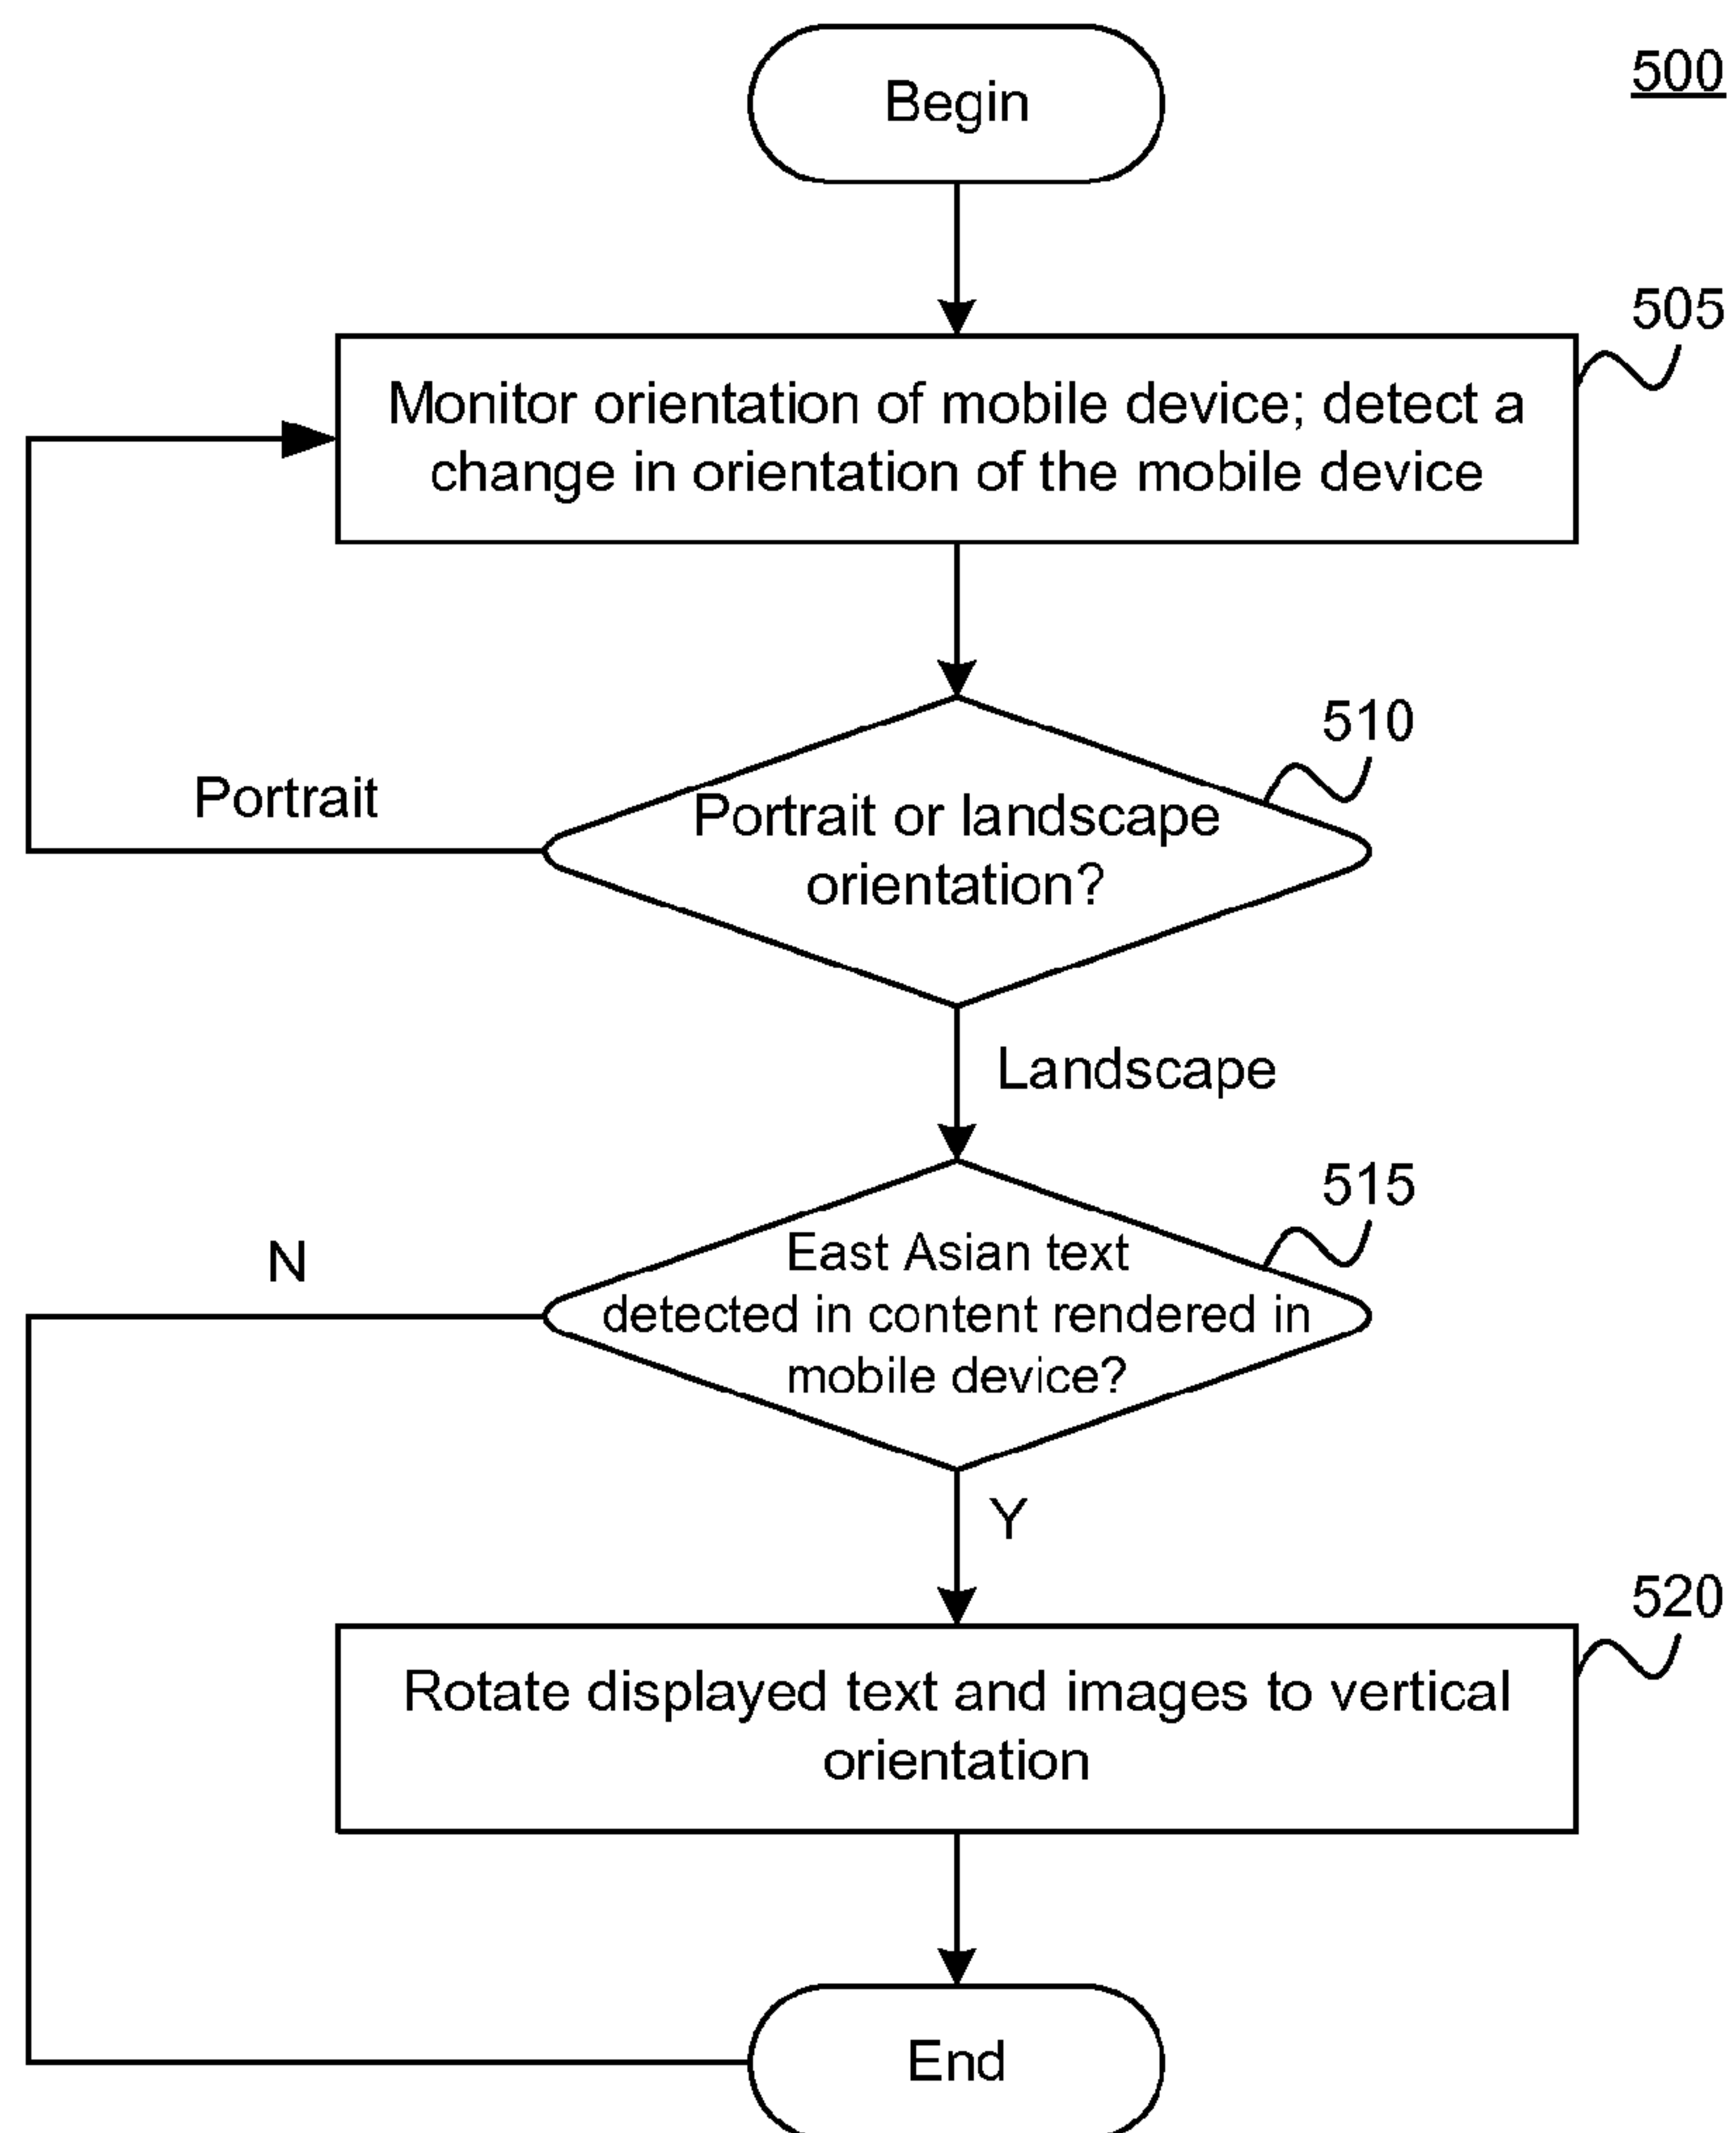 500
Begin
505
Monitor orientation of mobile device; detect a
change in orientation of the mobile device
510
Portrait
Portrait or landscape
orientation?
Landscape
515
N
East Asian text
detected in content rendered in
mobile device?
Y
520
Rotate displayed text and images to vertical
orientation
End